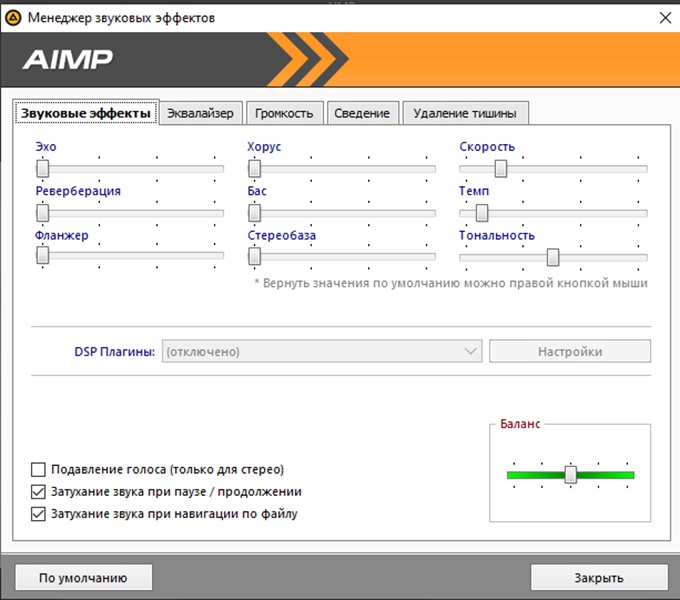 Менеджер звуковых эффектов
AIMP
Звуковые эффекты Эквалайзер Громкость Сведение Удаление тишины
Эхо Хорус Скорость
Реверберация Бас Темп
Фланжер Стереобаза Тональность
* Вернуть значения по умолчанию можно правой кнопкой мыши
DSP Плагины: (отключено) Настройки
Баланс
Подавление голоса (только для стерео)
Затухание звука при паузе / продолжении
Затухание звука при навигации по файлу
По умолчанию Закрыть